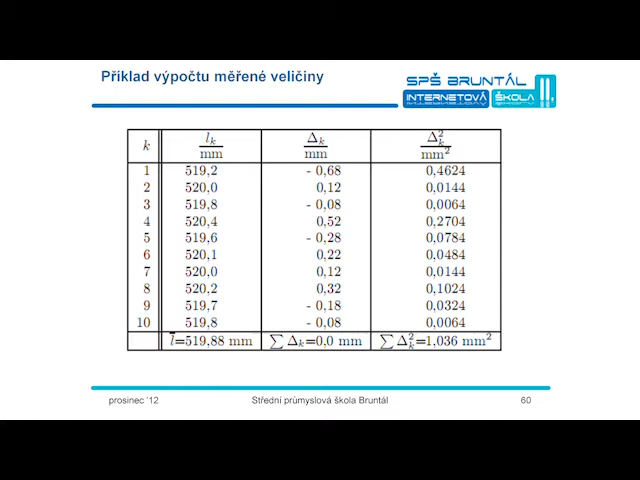 Příklad výpočtu měřené veličiny
SPŠ BRUNTÁL
INTERNETOVÁ ŠKOLA II.
k l_k/mm Δ_k/mm Δ_k²/mm²
1 519,2 - 0,68 0,4624
2 520,0 0,12 0,0144
3 519,8 - 0,08 0,0064
4 520,4 0,52 0,2704
5 519,6 - 0,28 0,0784
6 520,1 0,22 0,0484
7 520,0 0,12 0,0144
8 520,2 0,32 0,1024
9 519,7 - 0,18 0,0324
10 519,8 - 0,08 0,0064
l̄=519,88 mm ∑ Δ_k=0,0 mm ∑ Δ_k²=1,036 mm²
prosinec '12 Střední průmyslová škola Bruntál 60